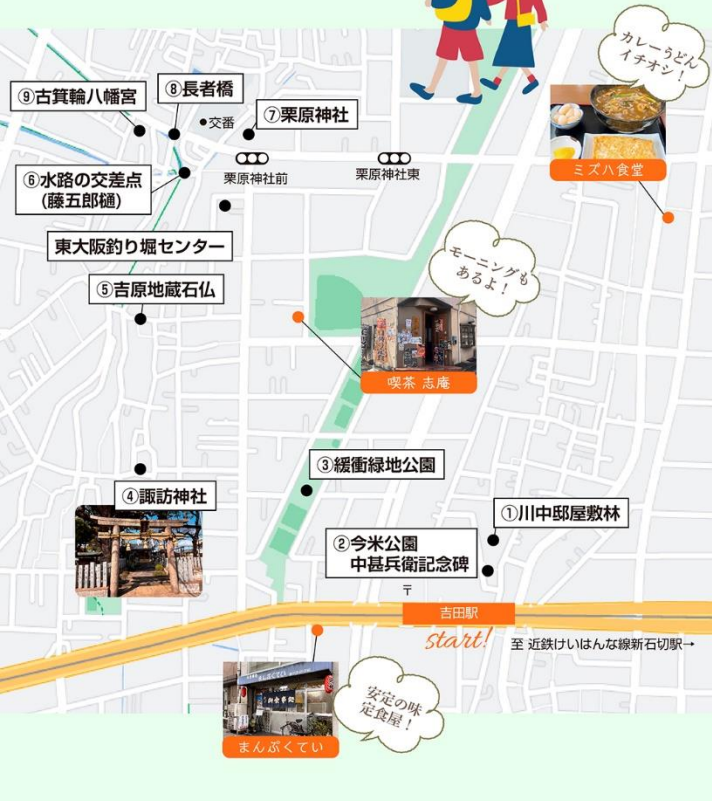 カレーうどん
イチオシ！
⑨古箕輪八幡宮
⑧長者橋
●交番
⑦栗原神社
栗原神社前
栗原神社東
ミズハ食堂
⑥水路の交差点
(藤五郎樋)
東大阪釣り堀センター
モーニングも
あるよ！
⑤吉原地蔵石仏
喫茶 志庵
③緩衝緑地公園
④諏訪神社
①川中邸屋敷林
②今米公園
中甚兵衛記念碑
〒
吉田駅
start!
至 近鉄けいはんな線新石切駅→
安定の味
定食屋！
まんぷくてい